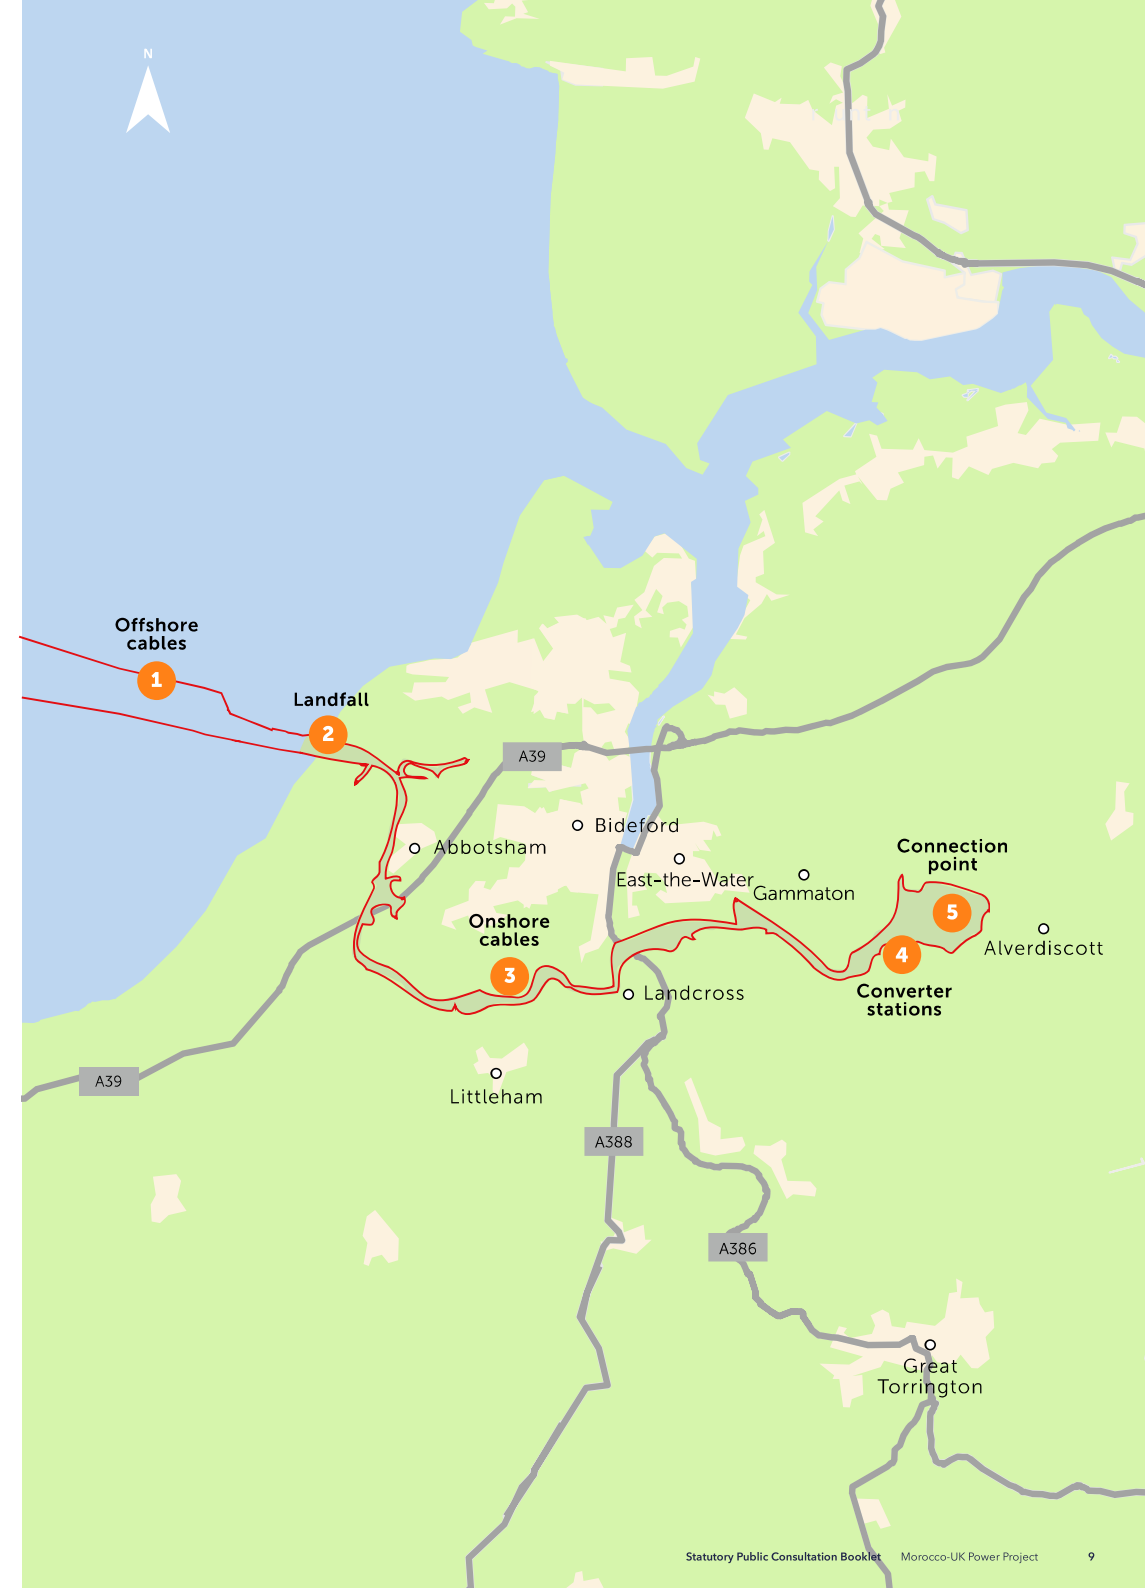 N
Offshore
cables
1
Landfall
2
A39
Bideford
Abbotsham
East-the-Water
Gammaton
Connection
point
5
Onshore
cables
3
4
Alverdiscott
Landcross
Converter
stations
A39
Littleham
A388
A386
Great
Torrington
Statutory Public Consultation Booklet Morocco-UK Power Project 9